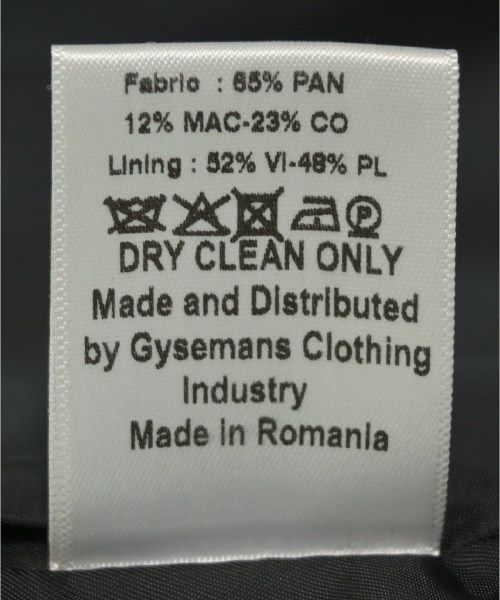 Fabric : 65% PAN
12% MAC-23% CO
Lining : 52% VI-48% PL
P
DRY CLEAN ONLY
Made and Distributed
by Gysemans Clothing
Industry
Made in Romania